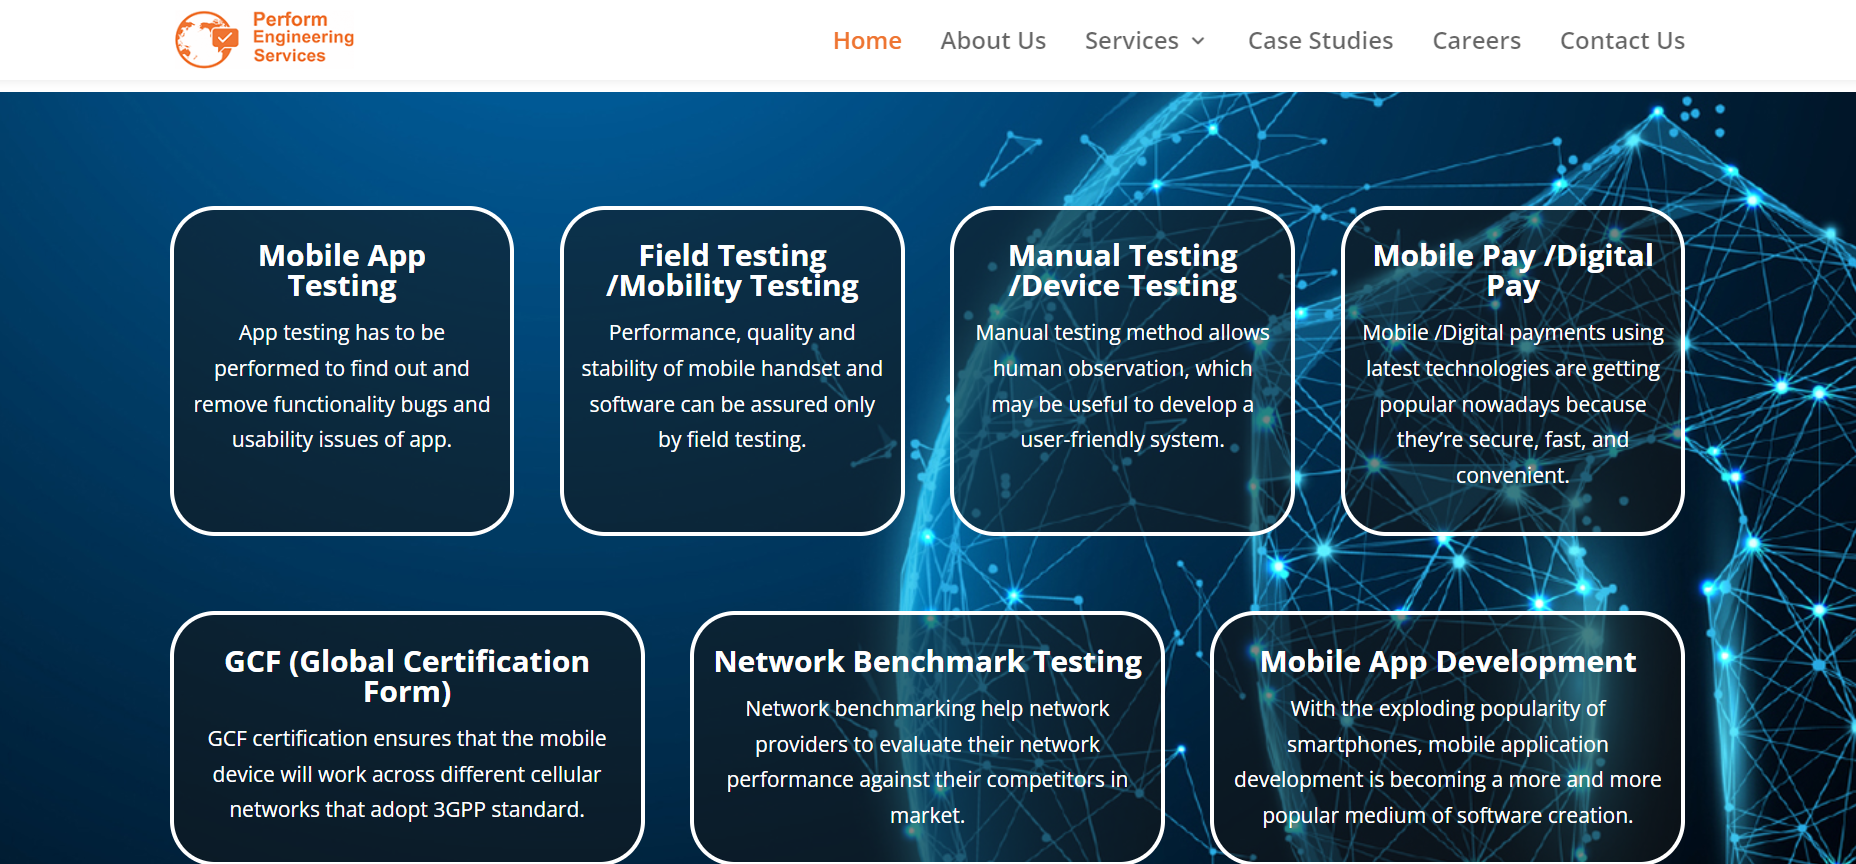 Perform
Engineering
Services
Home About Us Services Case Studies Careers Contact Us
Mobile App
Testing
App testing has to be
performed to find out and
remove functionality bugs and
usability issues of app.
Field Testing
/Mobility Testing
Performance, quality and
stability of mobile handset and
software can be assured only
by field testing.
Manual Testing
/Device Testing
Manual testing method allows
human observation, which
may be useful to develop a
user-friendly system.
Mobile Pay /Digital
Pay
Mobile /Digital payments using
latest technologies are getting
popular nowadays because
they’re secure, fast, and
convenient.
GCF (Global Certification
Form)
GCF certification ensures that the mobile
device will work across different cellular
networks that adopt 3GPP standard.
Network Benchmark Testing
Network benchmarking help network
providers to evaluate their network
performance against their competitors in
market.
Mobile App Development
With the exploding popularity of
smartphones, mobile application
development is becoming a more and more
popular medium of software creation.